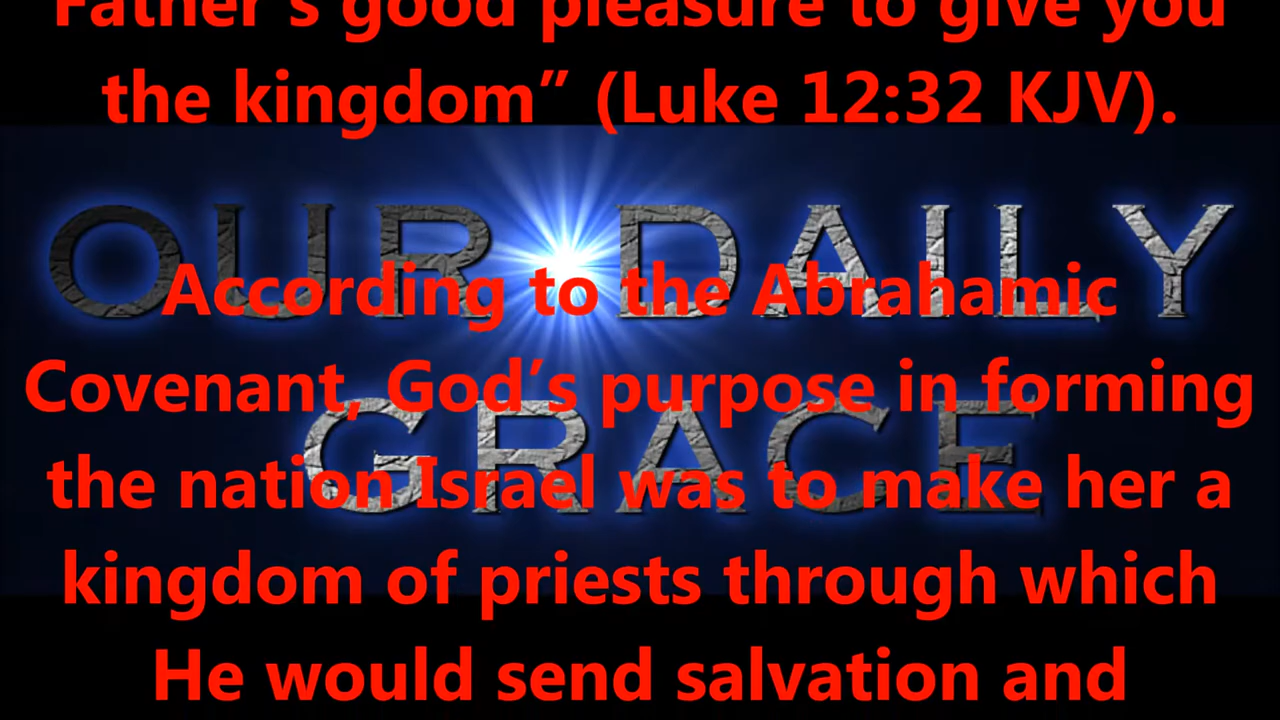 Father's good pleasure to give you
the kingdom” (Luke 12:32 KJV).
OUR DAILY
According to the Abrahamic
Covenant, God’s purpose in forming
GRACE
the nation Israel was to make her a
kingdom of priests through which
He would send salvation and